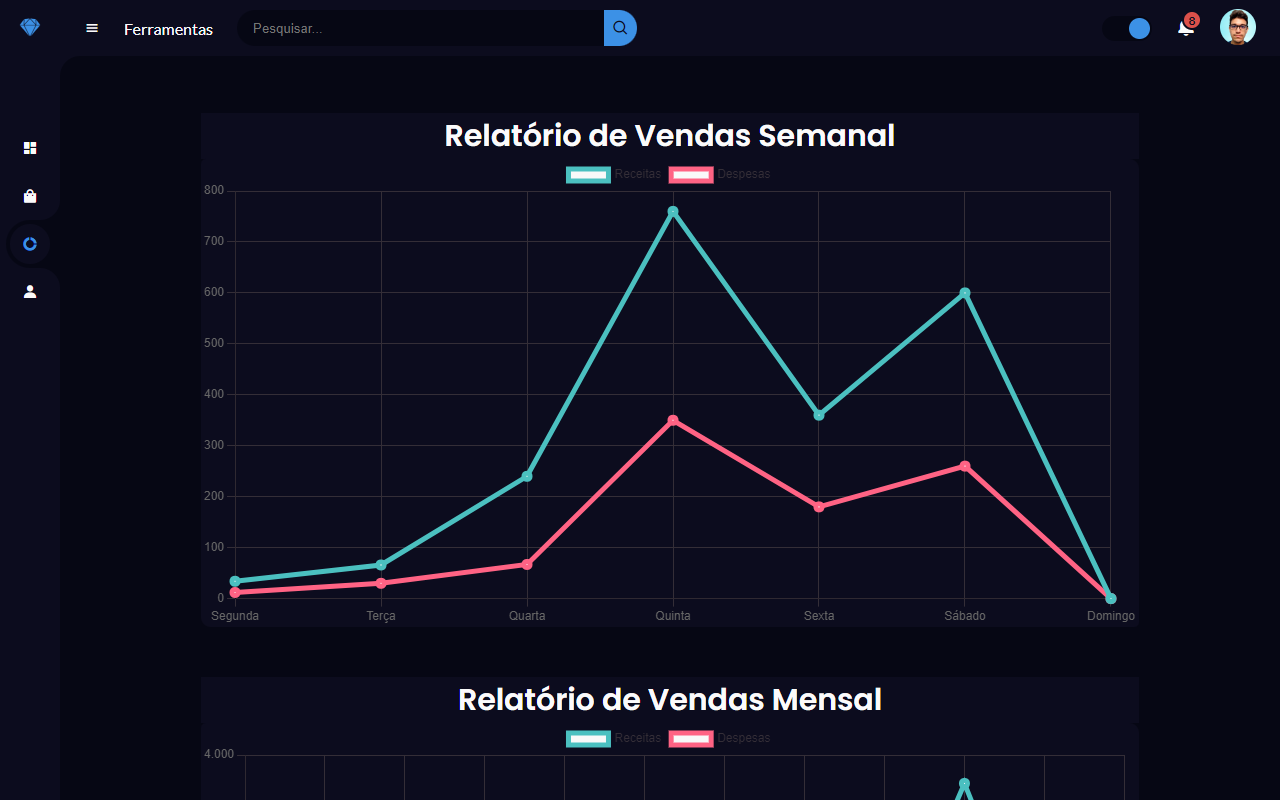 Ferramentas
Pesquisar...
8
Relatório de Vendas Semanal
Receitas Despesas
800
700
600
500
400
300
200
100
0
Segunda Terça Quarta Quinta Sexta Sábado Domingo
Relatório de Vendas Mensal
Receitas Despesas
4.000